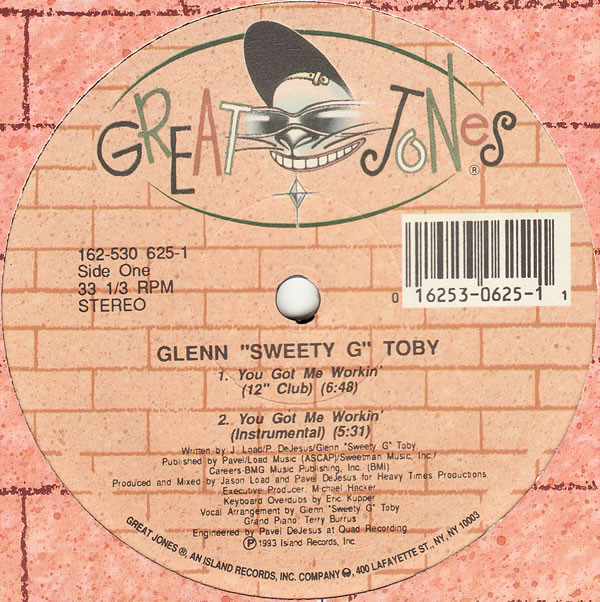 GREAT JONES ®
162-530 625-1
Side One
33 1/3 RPM
STEREO
0 16253-0625-1 1
GLENN "SWEETY G" TOBY
1. You Got Me Workin'
(12" Club) (6:48)
2. You Got Me Workin'
(Instrumental) (5:31)
Written by J. Load/P. DeJesus/Glenn "Sweety G" Toby
Published by Pavel/Load Music (ASCAP)/Sweetman Music, Inc./
Careers-BMG Music Publishing, Inc. (BMI)
Produced and Mixed by Jason Load and Pavel DeJesus for Heavy Times Productions
Executive Producer: Michael Hacker
Keyboard Overdubs by Eric Kupper
Vocal Arrangement by Glenn "Sweety G" Toby
Grand Piano: Terry Burrus
Engineered by Pavel DeJesus at Quad Recording
Ⓟ 1993 Island Records, Inc.
GREAT JONES ®, AN ISLAND RECORDS, INC. COMPANY, 400 LAFAYETTE ST., NY, NY 10003